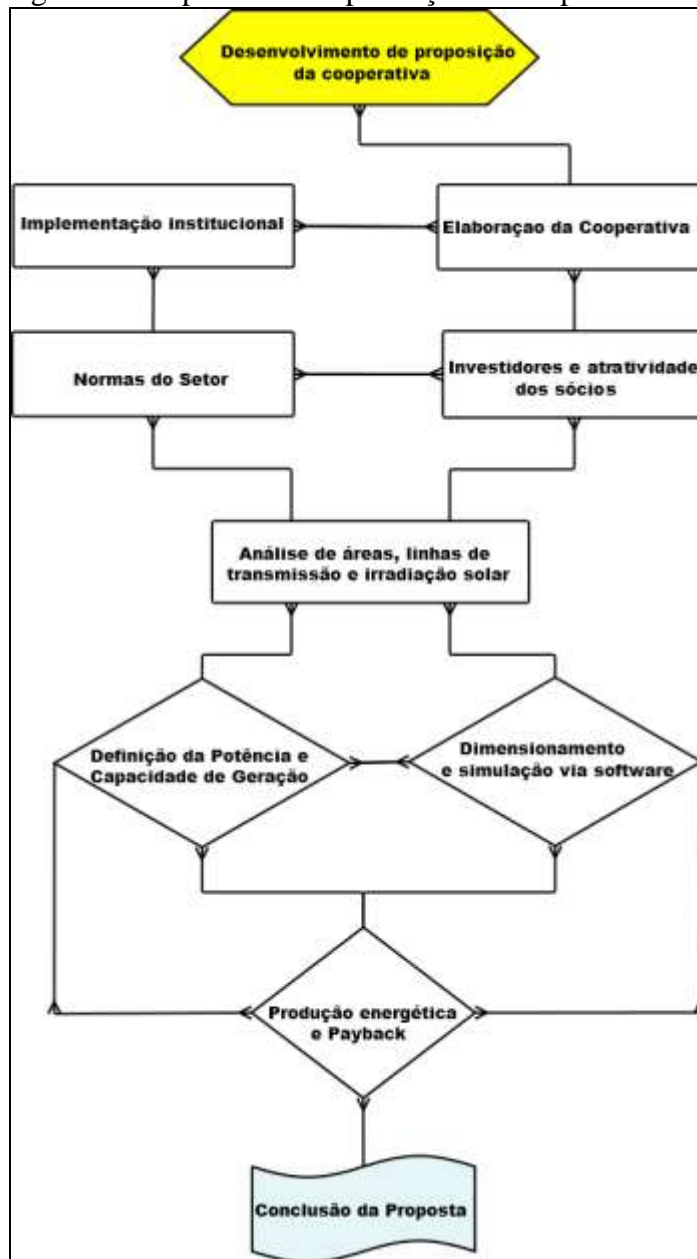 Desenvolvimento de proposição
da cooperativa
Implementação institucional
Elaboraçao da Cooperativa
Normas do Setor
Investidores e atratividade
dos sócios
Análise de áreas, linhas de
transmissão e irradiação solar
Definição da Potência e
Capacidade de Geração
Dimensionamento
e simulação via software
Produção energética
e Payback
Conclusão da Proposta